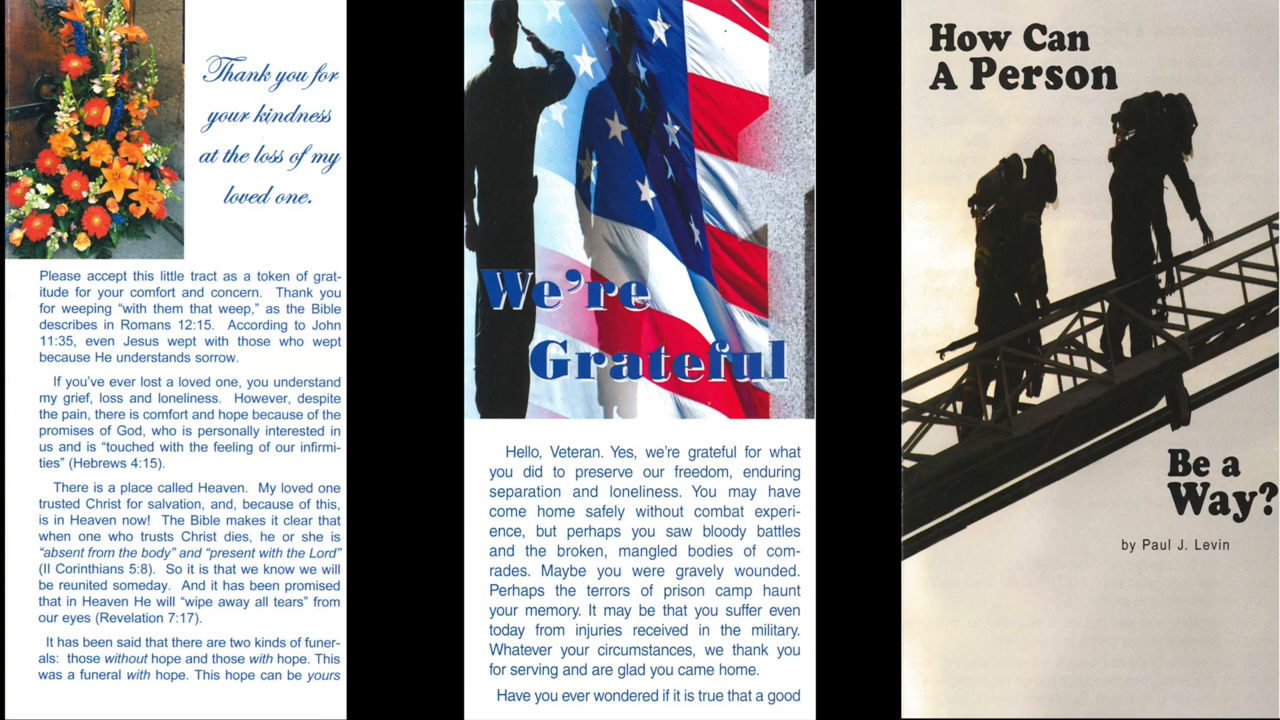 Thank you for
your kindness
at the loss of my
loved one.
Please accept this little tract as a token of grat-
itude for your comfort and concern. Thank you
for weeping “with them that weep,” as the Bible
describes in Romans 12:15. According to John
11:35, even Jesus wept with those who wept
because He understands sorrow.
If you’ve ever lost a loved one, you understand
my grief, loss and loneliness. However, despite
the pain, there is comfort and hope because of the
promises of God, who is personally interested in
us and is “touched with the feeling of our infirmi-
ties” (Hebrews 4:15).
There is a place called Heaven. My loved one
trusted Christ for salvation, and, because of this,
is in Heaven now! The Bible makes it clear that
when one who trusts Christ dies, he or she is
“absent from the body” and “present with the Lord”
(II Corinthians 5:8). So it is that we know we will
be reunited someday. And it has been promised
that in Heaven He will “wipe away all tears” from
our eyes (Revelation 7:17).
It has been said that there are two kinds of funer-
als: those without hope and those with hope. This
was a funeral with hope. This hope can be yours
We’re
Grateful
Hello, Veteran. Yes, we’re grateful for what
you did to preserve our freedom, enduring
separation and loneliness. You may have
come home safely without combat experi-
ence, but perhaps you saw bloody battles
and the broken, mangled bodies of com-
rades. Maybe you were gravely wounded.
Perhaps the terrors of prison camp haunt
your memory. It may be that you suffer even
today from injuries received in the military.
Whatever your circumstances, we thank you
for serving and are glad you came home.
Have you ever wondered if it is true that a good
How Can
A Person
Be a
Way?
by Paul J. Levin